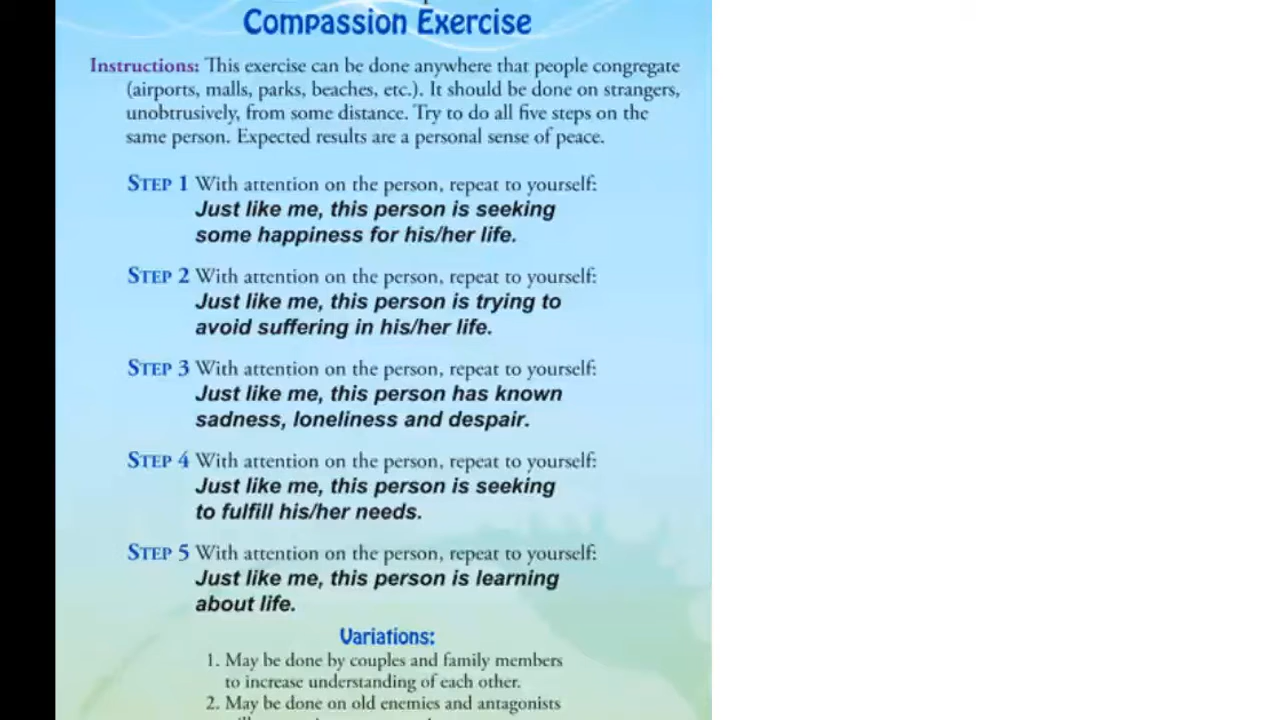 Compassion Exercise
Instructions: This exercise can be done anywhere that people congregate
(airports, malls, parks, beaches, etc.). It should be done on strangers,
unobtrusively, from some distance. Try to do all five steps on the
same person. Expected results are a personal sense of peace.
STEP 1 With attention on the person, repeat to yourself:
Just like me, this person is seeking
some happiness for his/her life.
STEP 2 With attention on the person, repeat to yourself:
Just like me, this person is trying to
avoid suffering in his/her life.
STEP 3 With attention on the person, repeat to yourself:
Just like me, this person has known
sadness, loneliness and despair.
STEP 4 With attention on the person, repeat to yourself:
Just like me, this person is seeking
to fulfill his/her needs.
STEP 5 With attention on the person, repeat to yourself:
Just like me, this person is learning
about life.
Variations:
1. May be done by couples and family members
to increase understanding of each other.
2. May be done on old enemies and antagonists